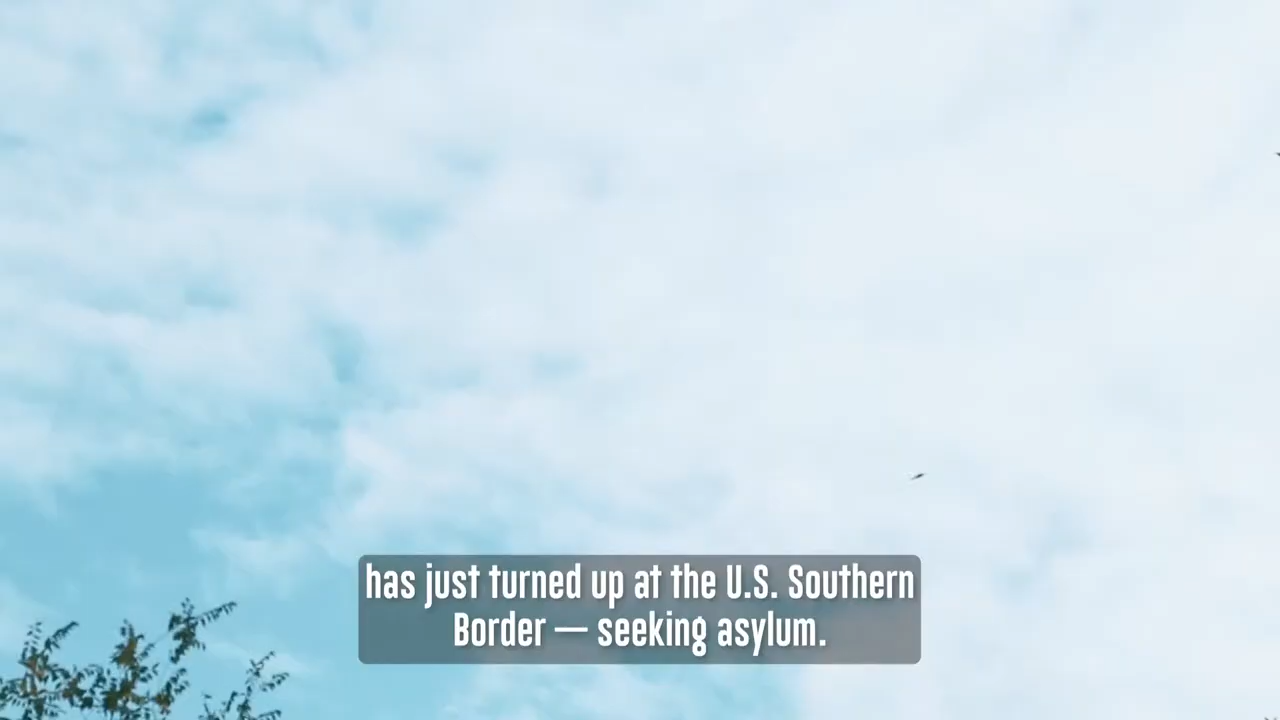 has just turned up at the U.S. Southern
Border — seeking asylum.